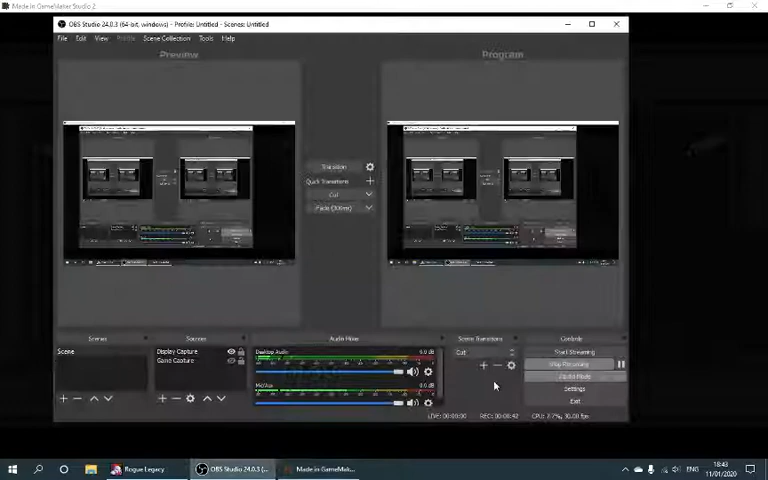 Made in GameMaker Studio 2
OBS Studio 24.0.3 (64-bit, windows) - Profile: Untitled - Scenes: Untitled
File Edit View Profile Scene Collection Tools Help
Preview Program
Transition
Quick Transitions
Cut
Fade (300ms)
Scenes Sources Audio Mixer Scene Transitions Controls
Scene
Display Capture
Game Capture
Desktop Audio 0.0 dB
Mic/Aux 0.0 dB
Cut
Start Streaming
Stop Recording
Studio Mode
Settings
Exit
LIVE: 00:00:00 REC: 00:08:42 30.00 fps
Rogue Legacy OBS Studio 24.0.3 (... Made in GameMak...
ENG
18:43
11/01/2020